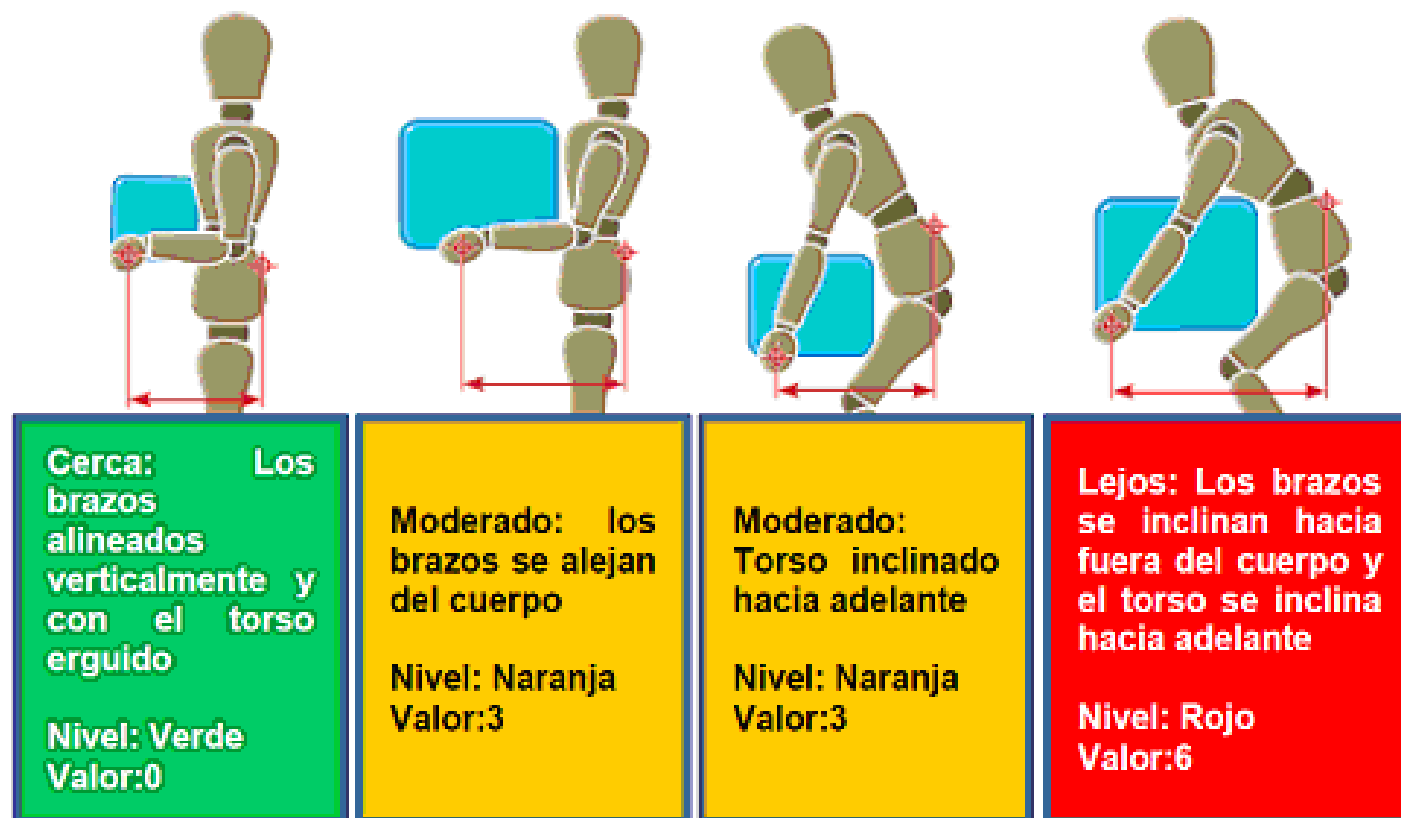 Cerca: Los
brazos
alineados
verticalmente y
con el torso
erguido
Nivel: Verde
Valor:0
Moderado: los
brazos se alejan
del cuerpo
Nivel: Naranja
Valor:3
Moderado:
Torso inclinado
hacia adelante
Nivel: Naranja
Valor:3
Lejos: Los brazos
se inclinan hacia
fuera del cuerpo y
el torso se inclina
hacia adelante
Nivel: Rojo
Valor:6